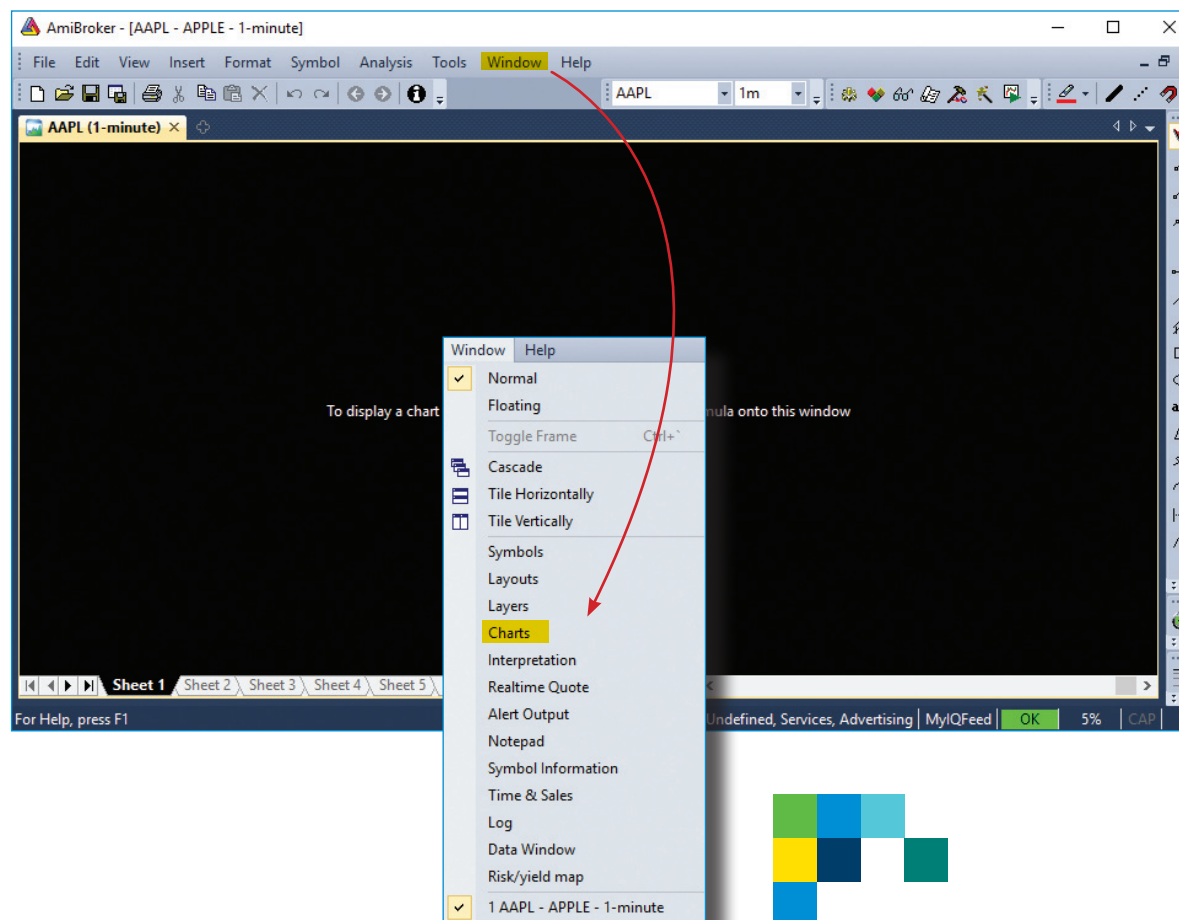 AmiBroker - [AAPL - APPLE - 1-minute]
File Edit View Insert Format Symbol Analysis Tools Window Help
AAPL 1m
AAPL (1-minute)
To display a chart
mula onto this window
Window Help
Normal
Floating
Toggle Frame Ctrl+`
Cascade
Tile Horizontally
Tile Vertically
Symbols
Layouts
Layers
Charts
Interpretation
Realtime Quote
Alert Output
Notepad
Symbol Information
Time & Sales
Log
Data Window
Risk/yield map
1 AAPL - APPLE - 1-minute
Sheet 1 Sheet 2 Sheet 3 Sheet 4 Sheet 5
For Help, press F1
Undefined, Services, Advertising MyIQFeed OK 5% CAP